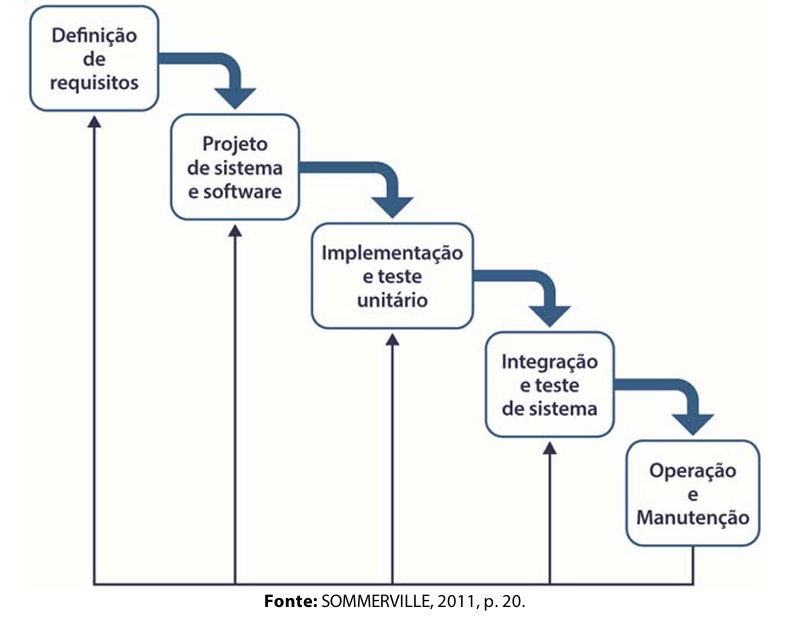 Definição
de
requisitos
Projeto
de sistema
e software
Implementação
e teste
unitário
Integração
e teste
de sistema
Operação
e
Manutenção
Fonte: SOMMERVILLE, 2011, p. 20.